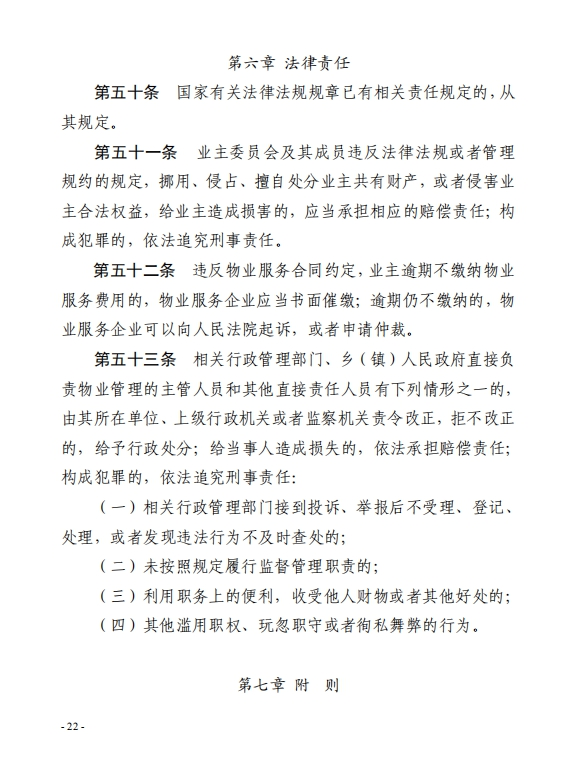 第六章 法律责任
第五十条 国家有关法律法规规章已有相关责任规定的，从
其规定。
第五十一条 业主委员会及其成员违反法律法规或者管理
规约的规定，挪用、侵占、擅自处分业主共有财产，或者侵害业
主合法权益，给业主造成损害的，应当承担相应的赔偿责任；构
成犯罪的，依法追究刑事责任。
第五十二条 违反物业服务合同约定，业主逾期不缴纳物业
服务费用的，物业服务企业应当书面催缴；逾期仍不缴纳的，物
业服务企业可以向人民法院起诉，或者申请仲裁。
第五十三条 相关行政管理部门、乡（镇）人民政府直接负
责物业管理的主管人员和其他直接责任人员有下列情形之一的，
由其所在单位、上级行政机关或者监察机关责令改正，拒不改正
的，给予行政处分；给当事人造成损失的，依法承担赔偿责任；
构成犯罪的，依法追究刑事责任：
（一）相关行政管理部门接到投诉、举报后不受理、登记、
处理，或者发现违法行为不及时查处的；
（二）未按照规定履行监督管理职责的；
（三）利用职务上的便利，收受他人财物或者其他好处的；
（四）其他滥用职权、玩忽职守或者徇私舞弊的行为。
第七章 附　则
- 22 -